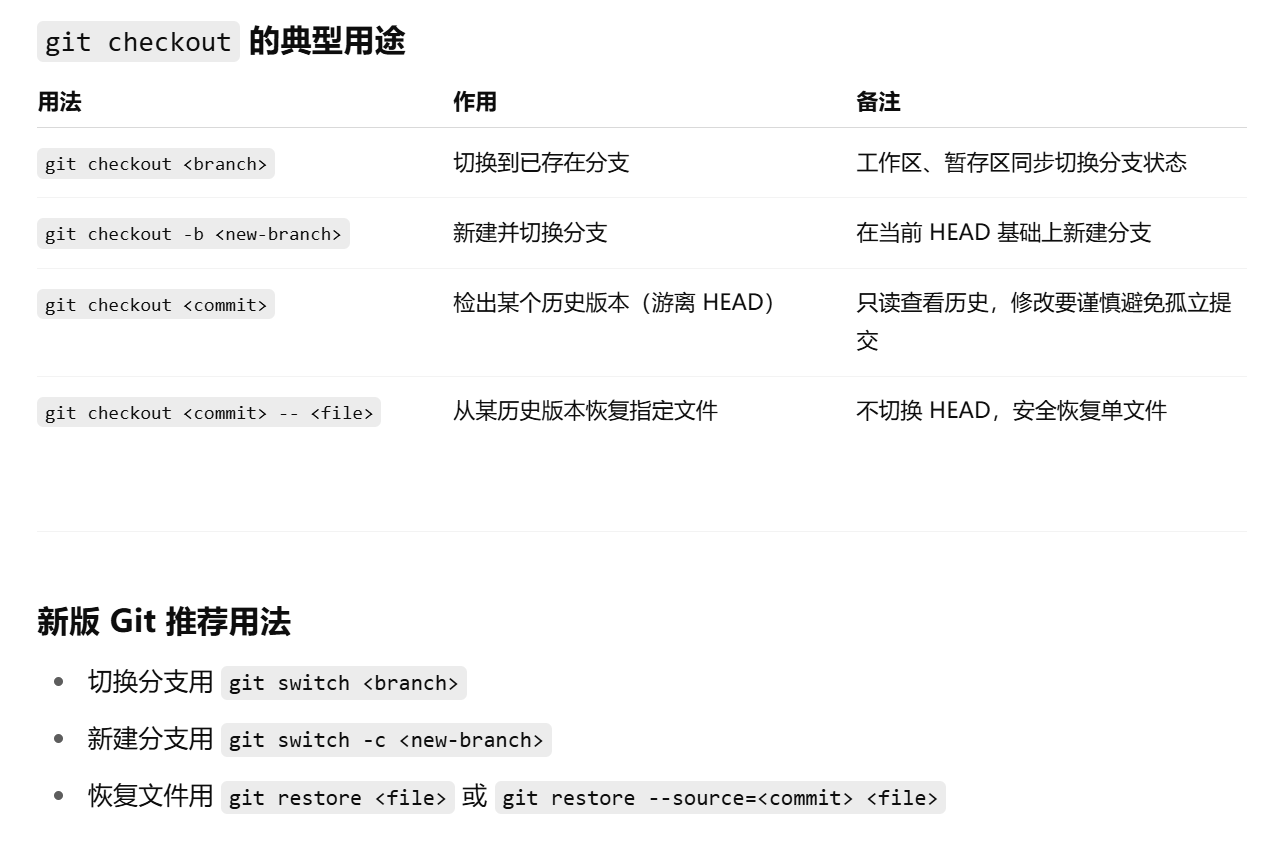 git checkout 的典型用途
用法 作用 备注
git checkout <branch> 切换到已存在分支 工作区、暂存区同步切换分支状态
git checkout -b <new-branch> 新建并切换分支 在当前 HEAD 基础上新建分支
git checkout <commit> 检出某个历史版本（游离 HEAD） 只读查看历史，修改要谨慎避免孤立提
交
git checkout <commit> -- <file> 从某历史版本恢复指定文件 不切换 HEAD，安全恢复单文件
新版 Git 推荐用法
• 切换分支用 git switch <branch>
• 新建分支用 git switch -c <new-branch>
• 恢复文件用 git restore <file> 或 git restore --source=<commit> <file>